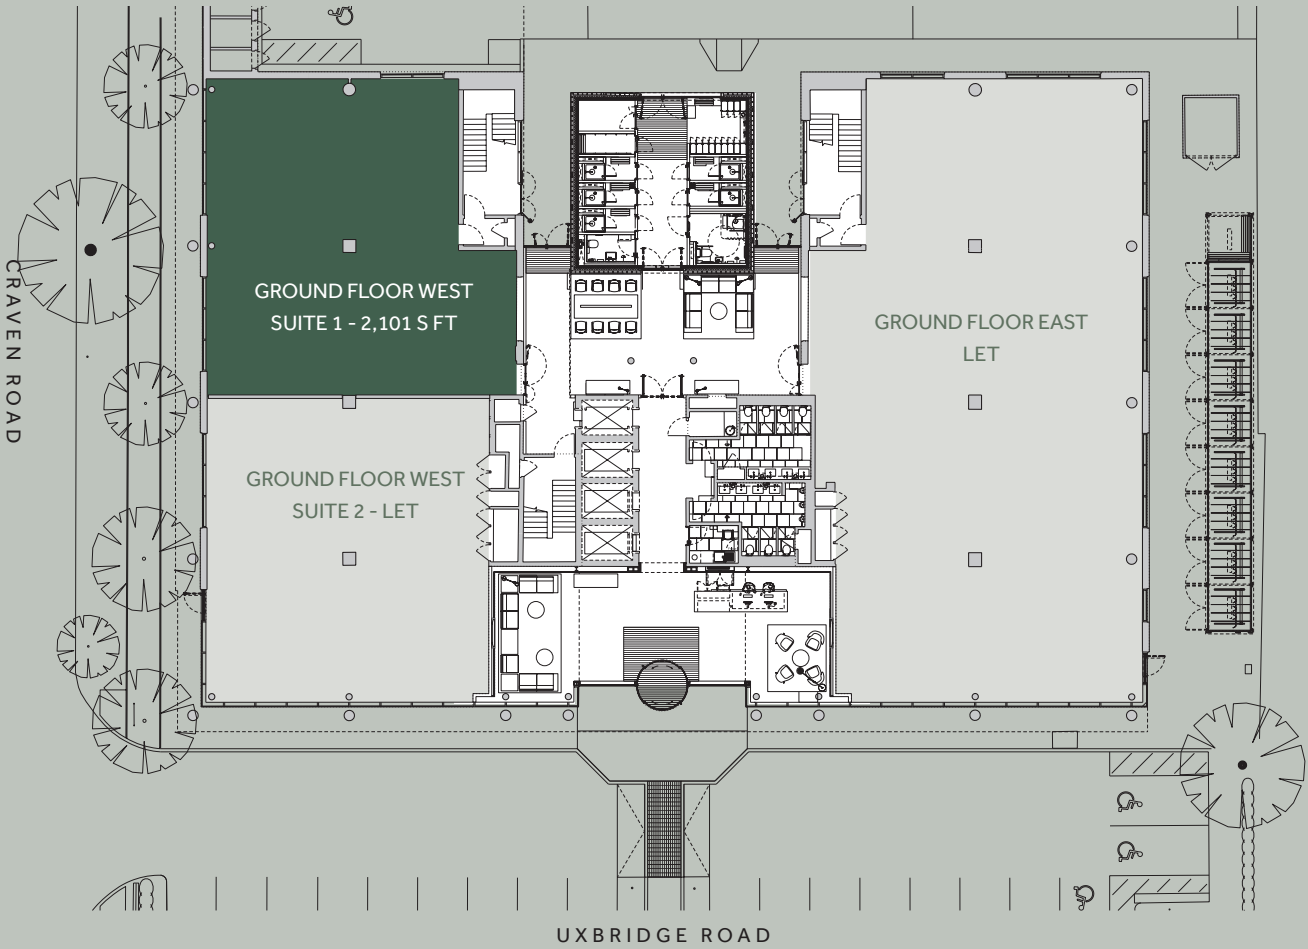 GROUND FLOOR WEST
SUITE 1 - 2,101 S FT
GROUND FLOOR EAST
LET
CRAVEN ROAD
GROUND FLOOR WEST
SUITE 2 - LET
UXBRIDGE ROAD